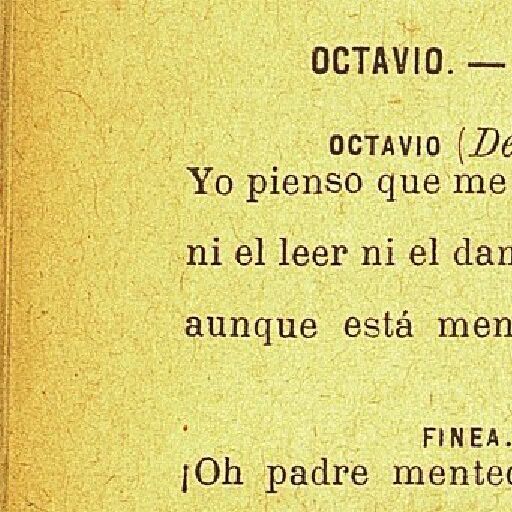 OCTAVIO. —
OCTAVIO (De
Yo pienso que me
ni el leer ni el dan
aunque está men
FINEA.
¡Oh padre mentec